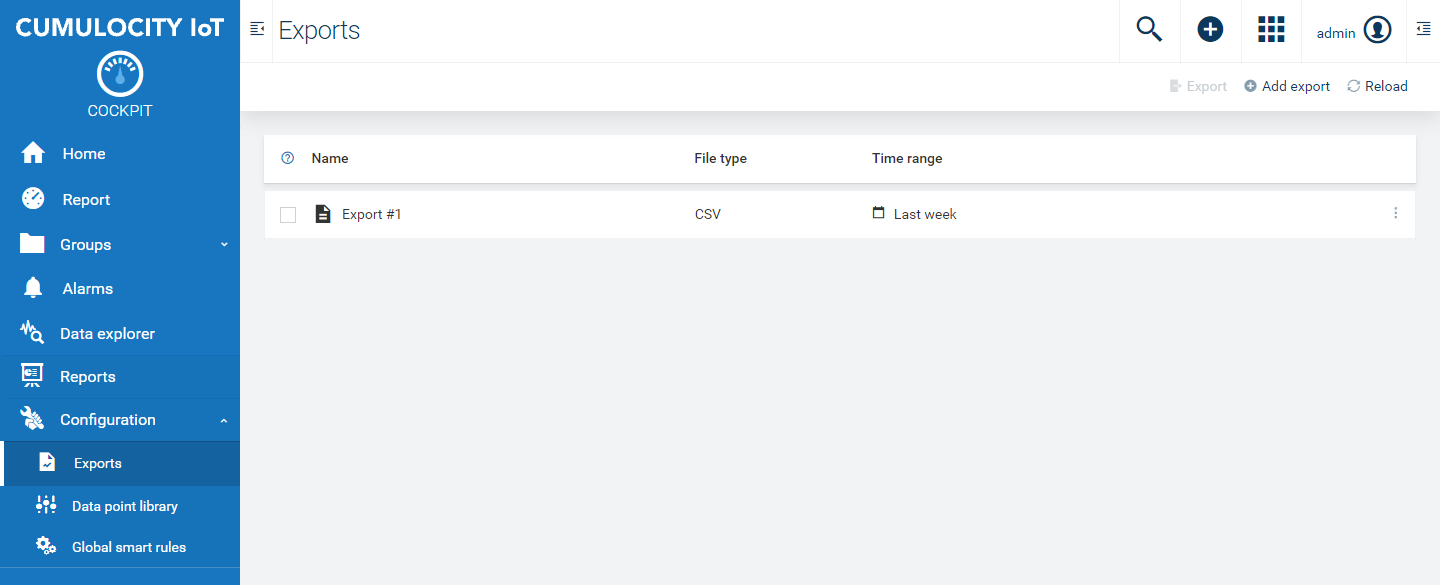 CUMULOCITY IoT
COCKPIT
Home
Report
Groups
Alarms
Data explorer
Reports
Configuration
Exports
Data point library
Global smart rules
Exports
admin
Export Add export Reload
Name File type Time range
Export #1 CSV Last week